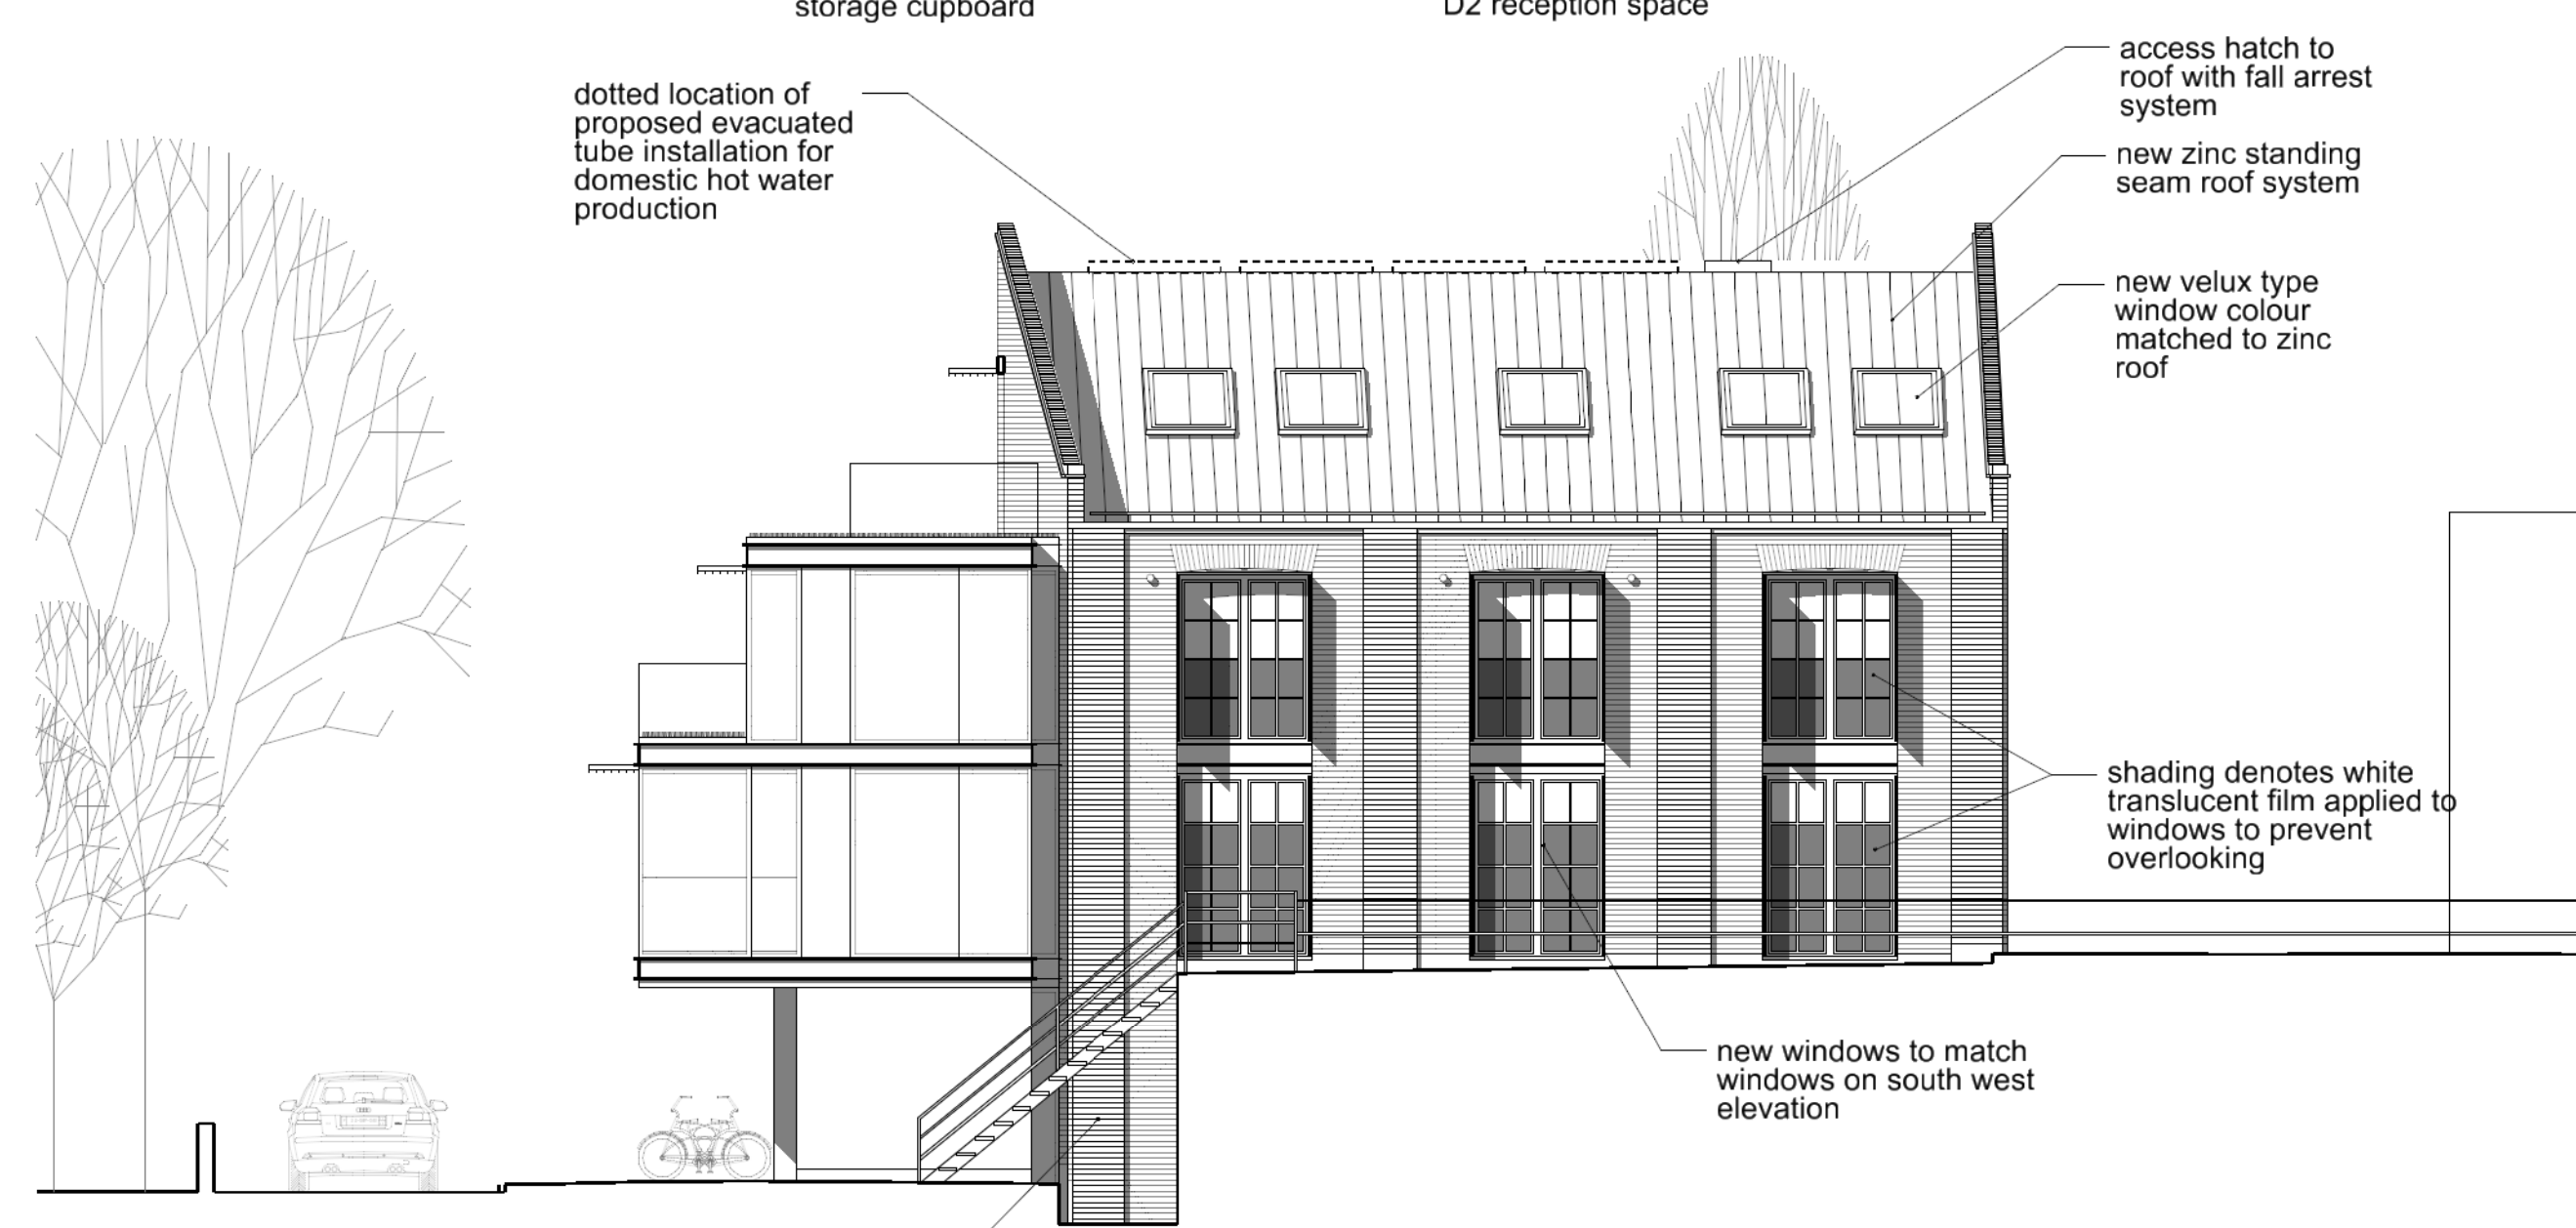 storage cupboard
D2 reception space
dotted location of
proposed evacuated
tube installation for
domestic hot water
production
access hatch to
roof with fall arrest
system
new zinc standing
seam roof system
new velux type
window colour
matched to zinc
roof
shading denotes white
translucent film applied to
windows to prevent
overlooking
new windows to match
windows on south west
elevation